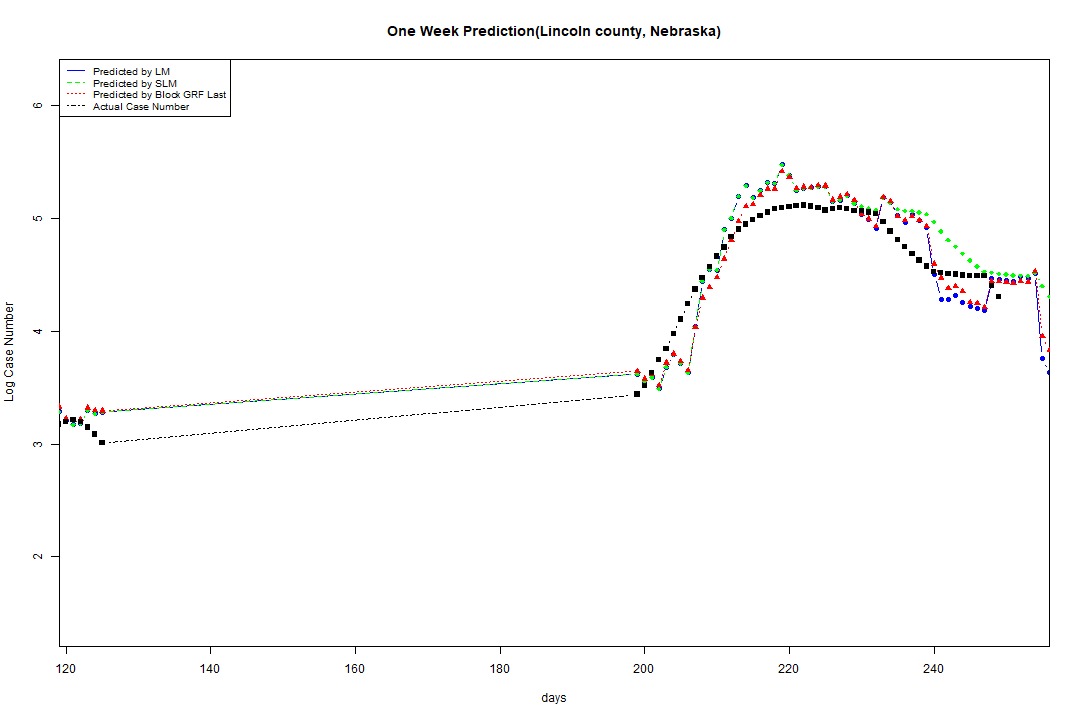 One Week Prediction(Lincoln county, Nebraska)
Predicted by LM
Predicted by SLM
Predicted by Block GRF Last
Actual Case Number
6
5
4
3
2
Log Case Number
120 140 160 180 200 220 240
days